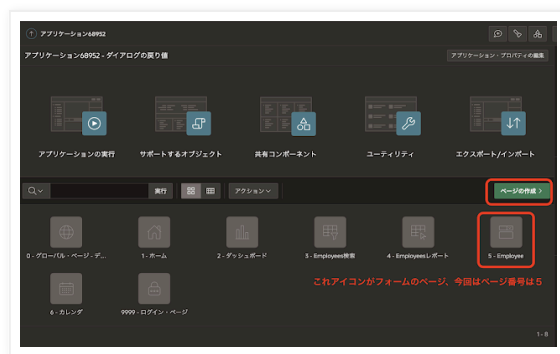 アプリケーション68952
アプリケーション68952 - ダイアログの戻り値
アプリケーション・プロパティの編集
アプリケーションの実行
サポートするオブジェクト
共有コンポーネント
ユーティリティ
エクスポート/インポート
実行
アクション
ページの作成 >
0 - グローバル・ページ - デ...
1 - ホーム
2 - ダッシュボード
3 - Employees検索
4 - Employeesレポート
5 - Employee
これアイコンがフォームのページ、今回はページ番号は５
6 - カレンダ
9999 - ログイン・ページ
1 - 8